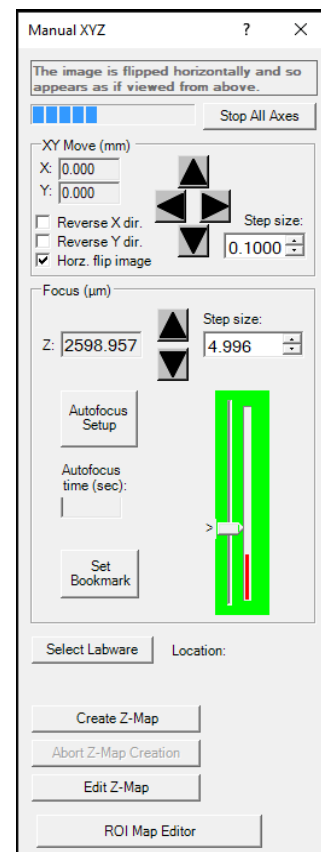 Manual XYZ ? ×
The image is flipped horizontally and so
appears as if viewed from above.
Stop All Axes
XY Move (mm)
X: 0.000
Y: 0.000
Reverse X dir.
Reverse Y dir.
Horz. flip image
Step size:
0.1000
Focus (µm)
Z: 2598.957
Step size:
4.996
Autofocus
Setup
Autofocus
time (sec):
>
Set
Bookmark
Select Labware
Location:
Create Z-Map
Abort Z-Map Creation
Edit Z-Map
ROI Map Editor